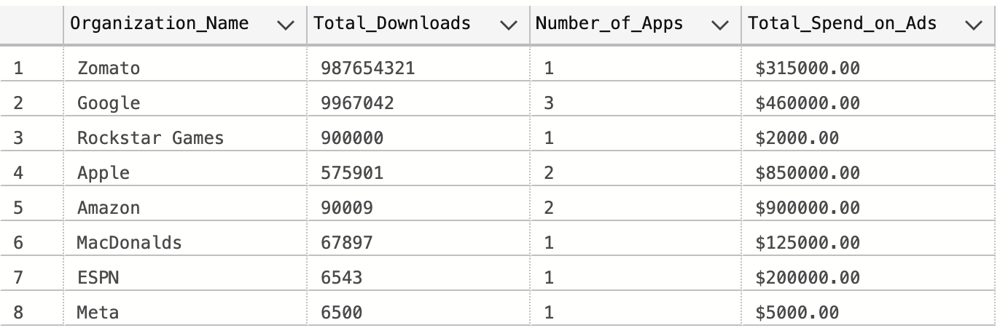 Organization_Name Total_Downloads Number_of_Apps Total_Spend_on_Ads
1 Zomato 987654321 1 $315000.00
2 Google 9967042 3 $460000.00
3 Rockstar Games 900000 1 $2000.00
4 Apple 575901 2 $850000.00
5 Amazon 90009 2 $900000.00
6 MacDonalds 67897 1 $125000.00
7 ESPN 6543 1 $200000.00
8 Meta 6500 1 $5000.00